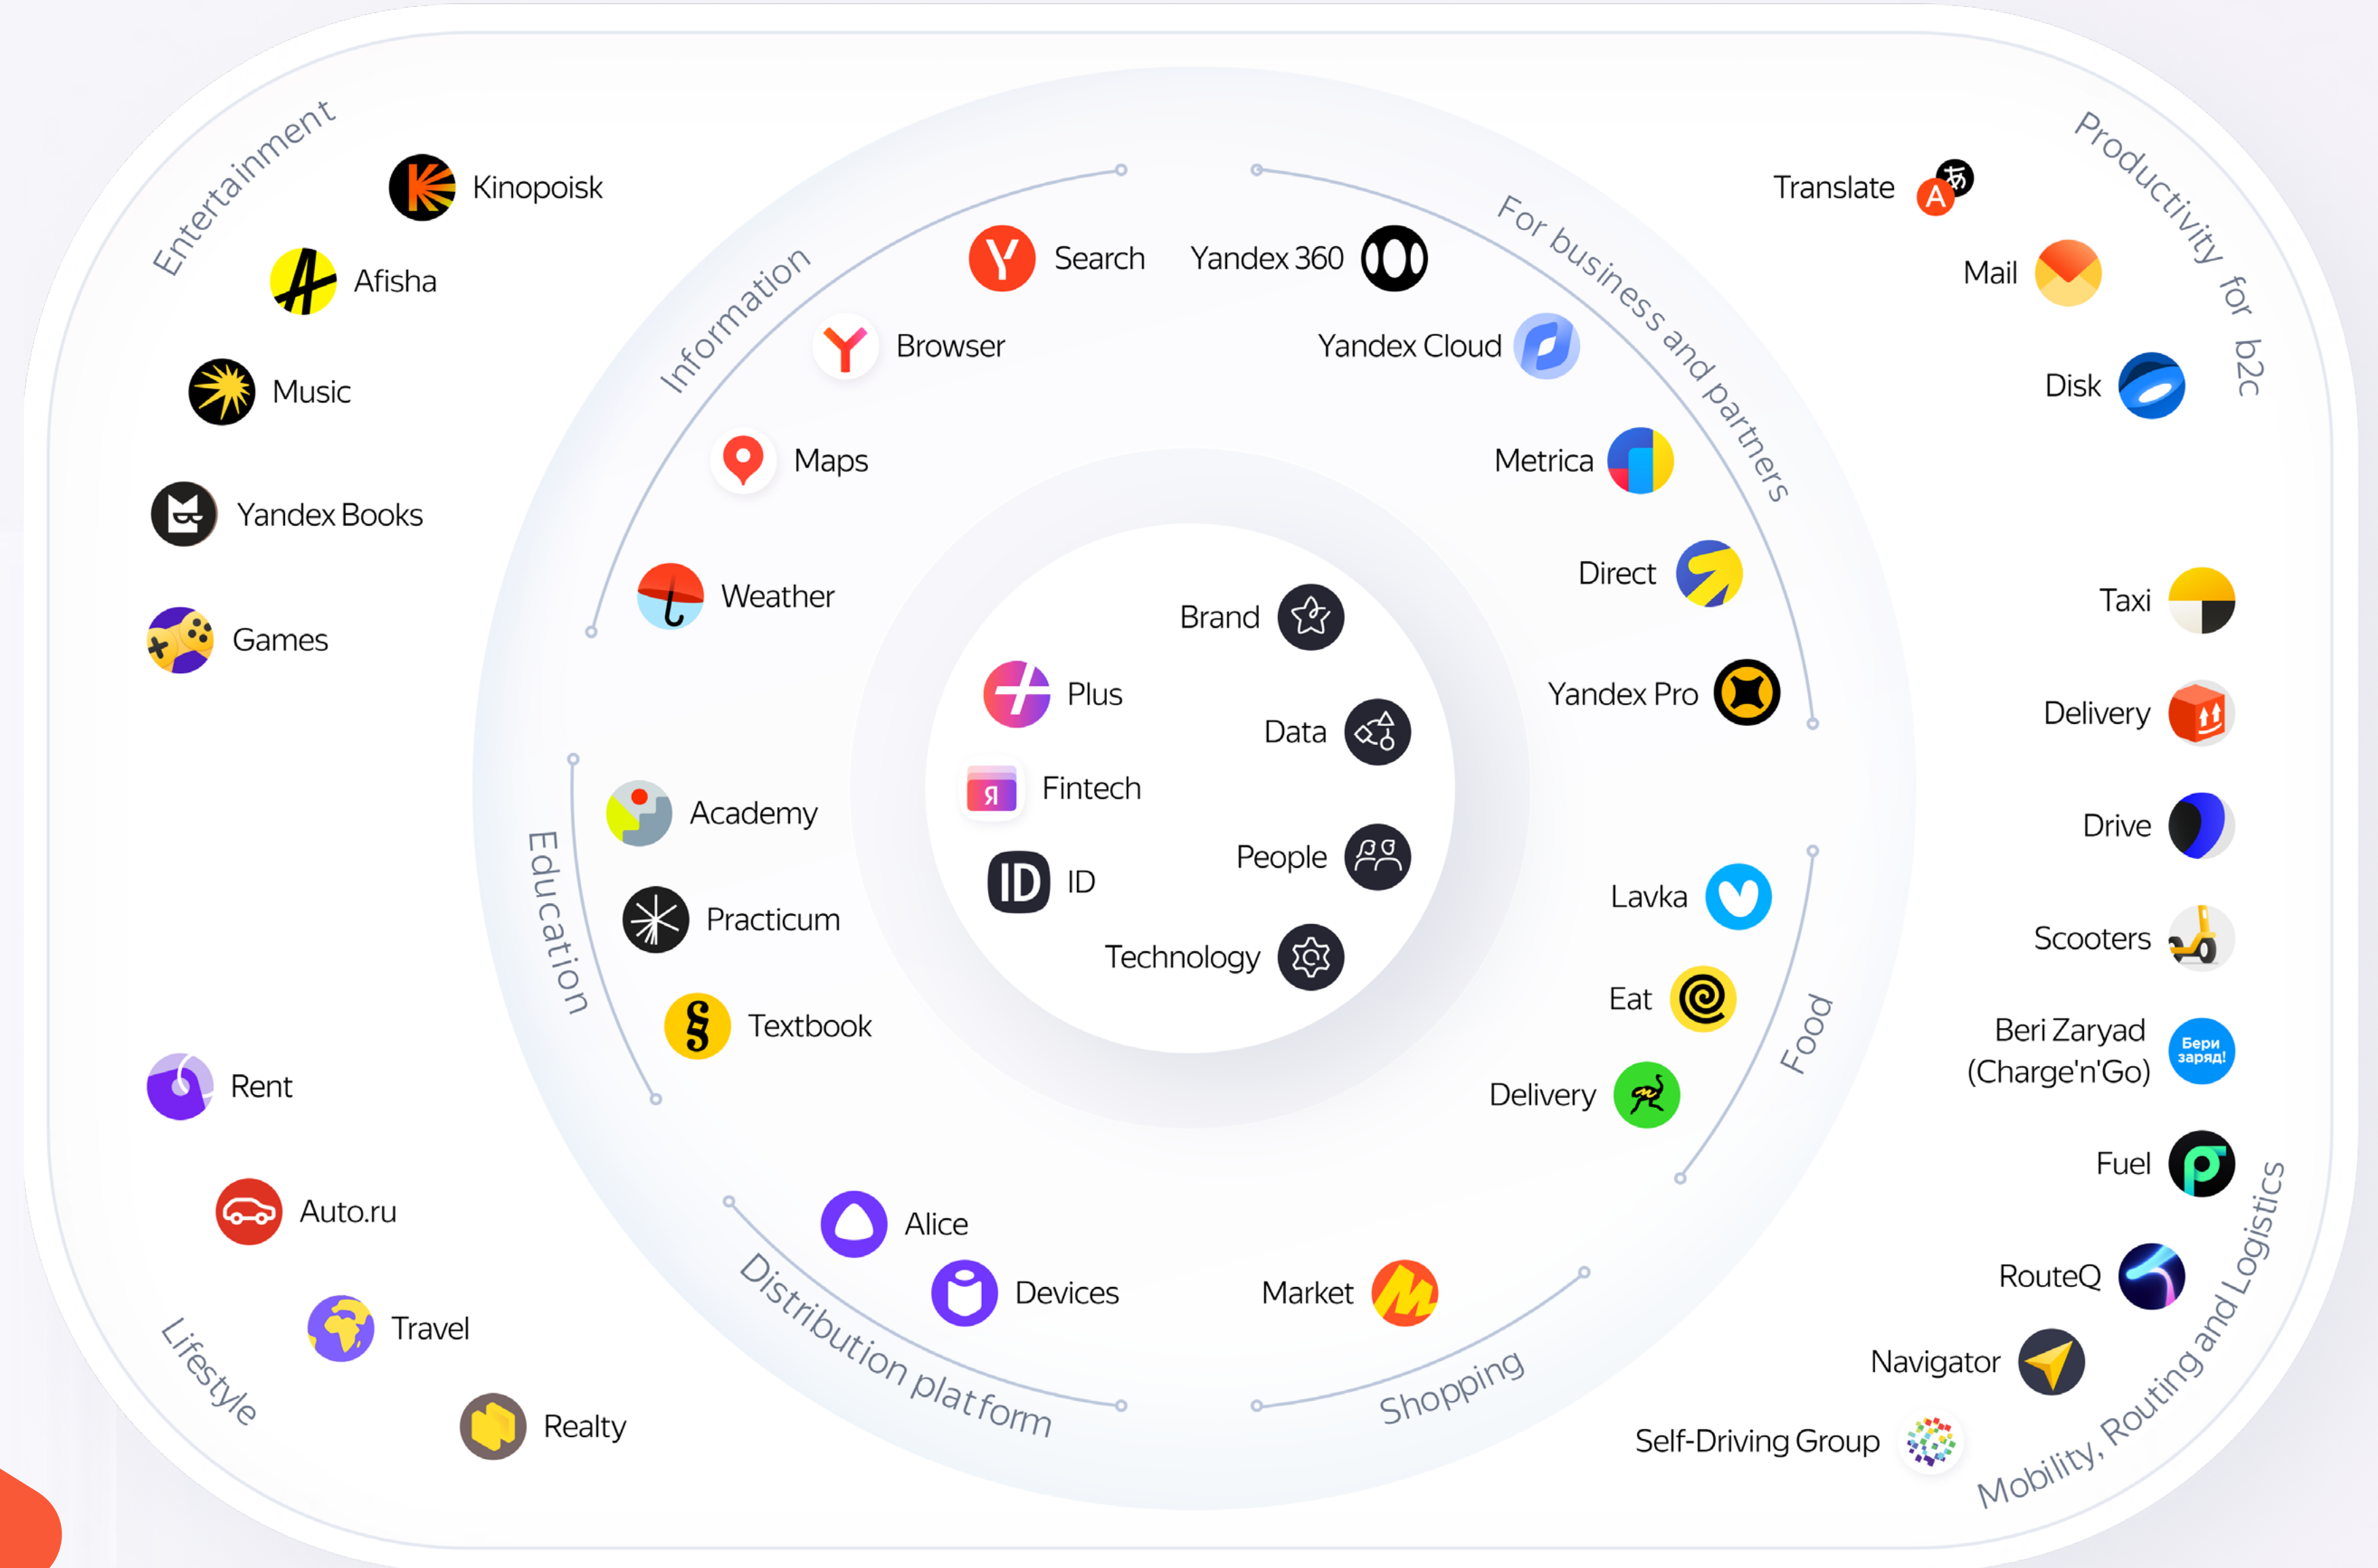 Entertainment
Kinopoisk
Afisha
Music
Yandex Books
Games
Information
Search
Browser
Maps
Weather
For business and partners
Yandex 360
Yandex Cloud
Metrica
Direct
Yandex Pro
Productivity for b2c
Translate
A あ
Mail
Disk
Brand
Plus
Data
Я
Fintech
People
ID
ID
Technology
Education
Academy
Practicum
Textbook
Food
Lavka
Eat
Delivery
Taxi
Delivery
Drive
Scooters
Beri Zaryad
(Charge'n'Go)
Бери
заряд!
Fuel
RouteQ
Navigator
Self-Driving Group
Mobility, Routing and Logistics
Rent
Auto.ru
Travel
Realty
Lifestyle
Alice
Devices
Distribution platform
Market
Shopping